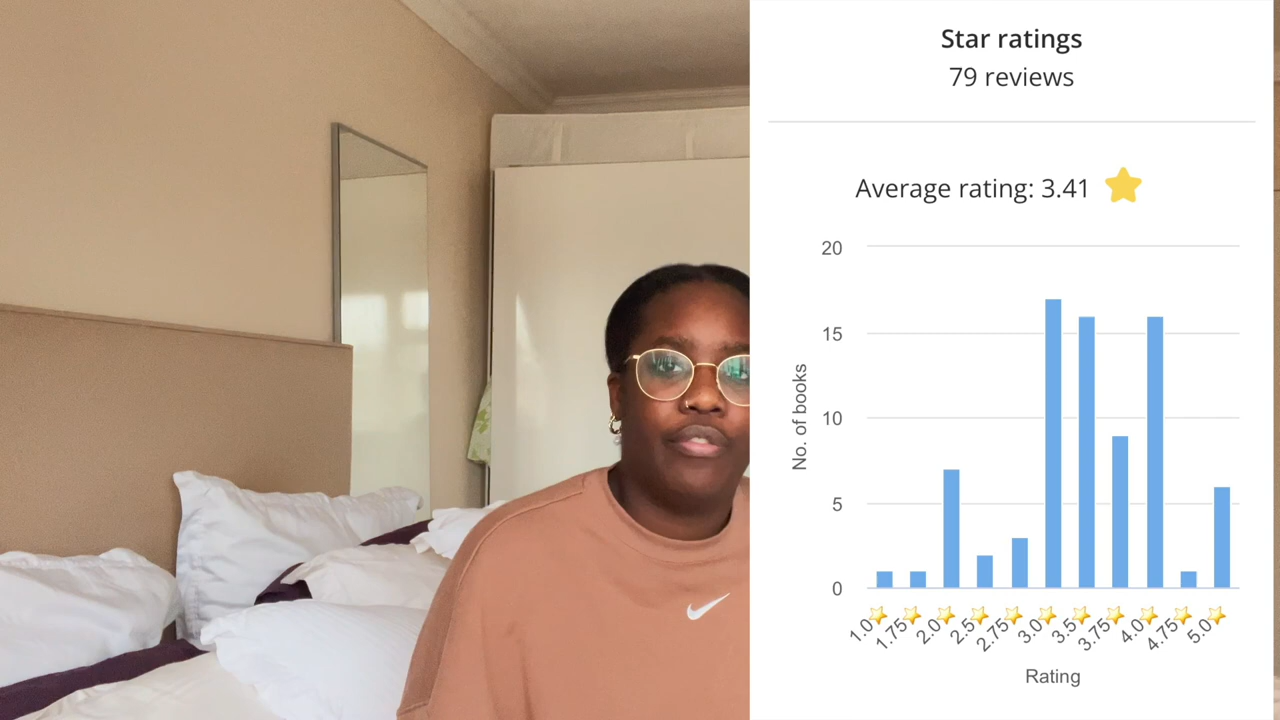 Star ratings
79 reviews
Average rating: 3.41
20
15
10
5
0
No. of books
1.0⭐ 1.75⭐ 2.0⭐ 2.5⭐ 2.75⭐ 3.0⭐ 3.5⭐ 3.75⭐ 4.0⭐ 4.75⭐ 5.0⭐
Rating